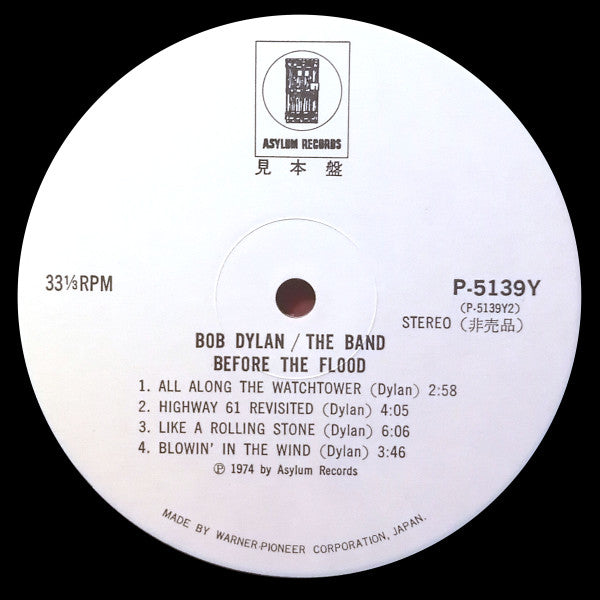 ASYLUM RECORDS
見本盤
33⅓ RPM
P-5139Y
(P-5139Y2)
STEREO (非売品)
BOB DYLAN / THE BAND
BEFORE THE FLOOD
1. ALL ALONG THE WATCHTOWER (Dylan) 2:58
2. HIGHWAY 61 REVISITED (Dylan) 4:05
3. LIKE A ROLLING STONE (Dylan) 6:06
4. BLOWIN' IN THE WIND (Dylan) 3:46
℗ 1974 by Asylum Records
MADE BY WARNER-PIONEER CORPORATION, JAPAN.